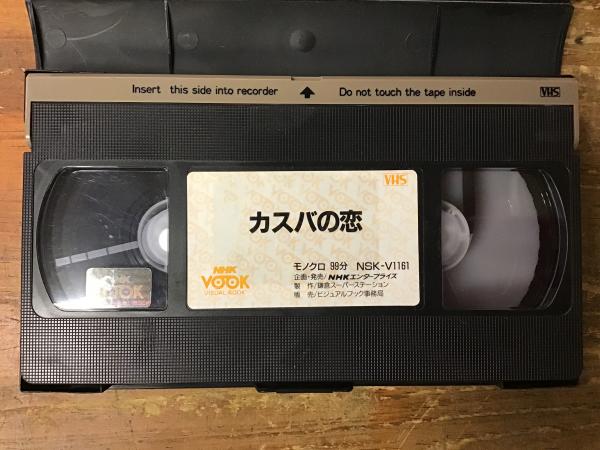 Insert this side into recorder ↑ Do not touch the tape inside VHS
VHS
カスバの恋
モノクロ 99分 NSK-V1161
企画・発売/NHKエンタープライズ
製 作/鎌倉スーパーステーション
販 売/ビジュアルブック事務局
NHK
VOOK
VISUAL BOOK
NHK
VOOK